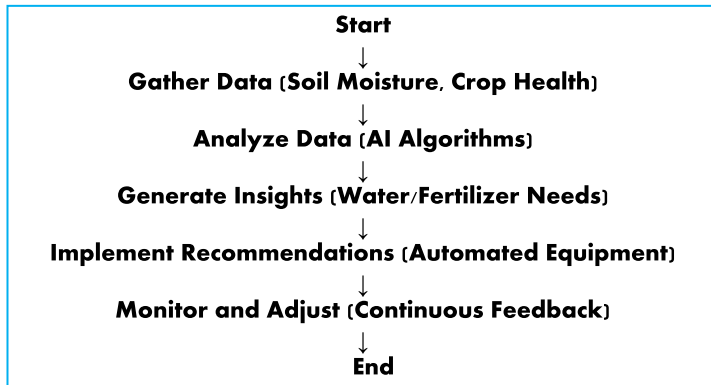 Start
↓
Gather Data (Soil Moisture, Crop Health)
↓
Analyze Data (AI Algorithms)
↓
Generate Insights (Water/Fertilizer Needs)
↓
Implement Recommendations (Automated Equipment)
↓
Monitor and Adjust (Continuous Feedback)
↓
End